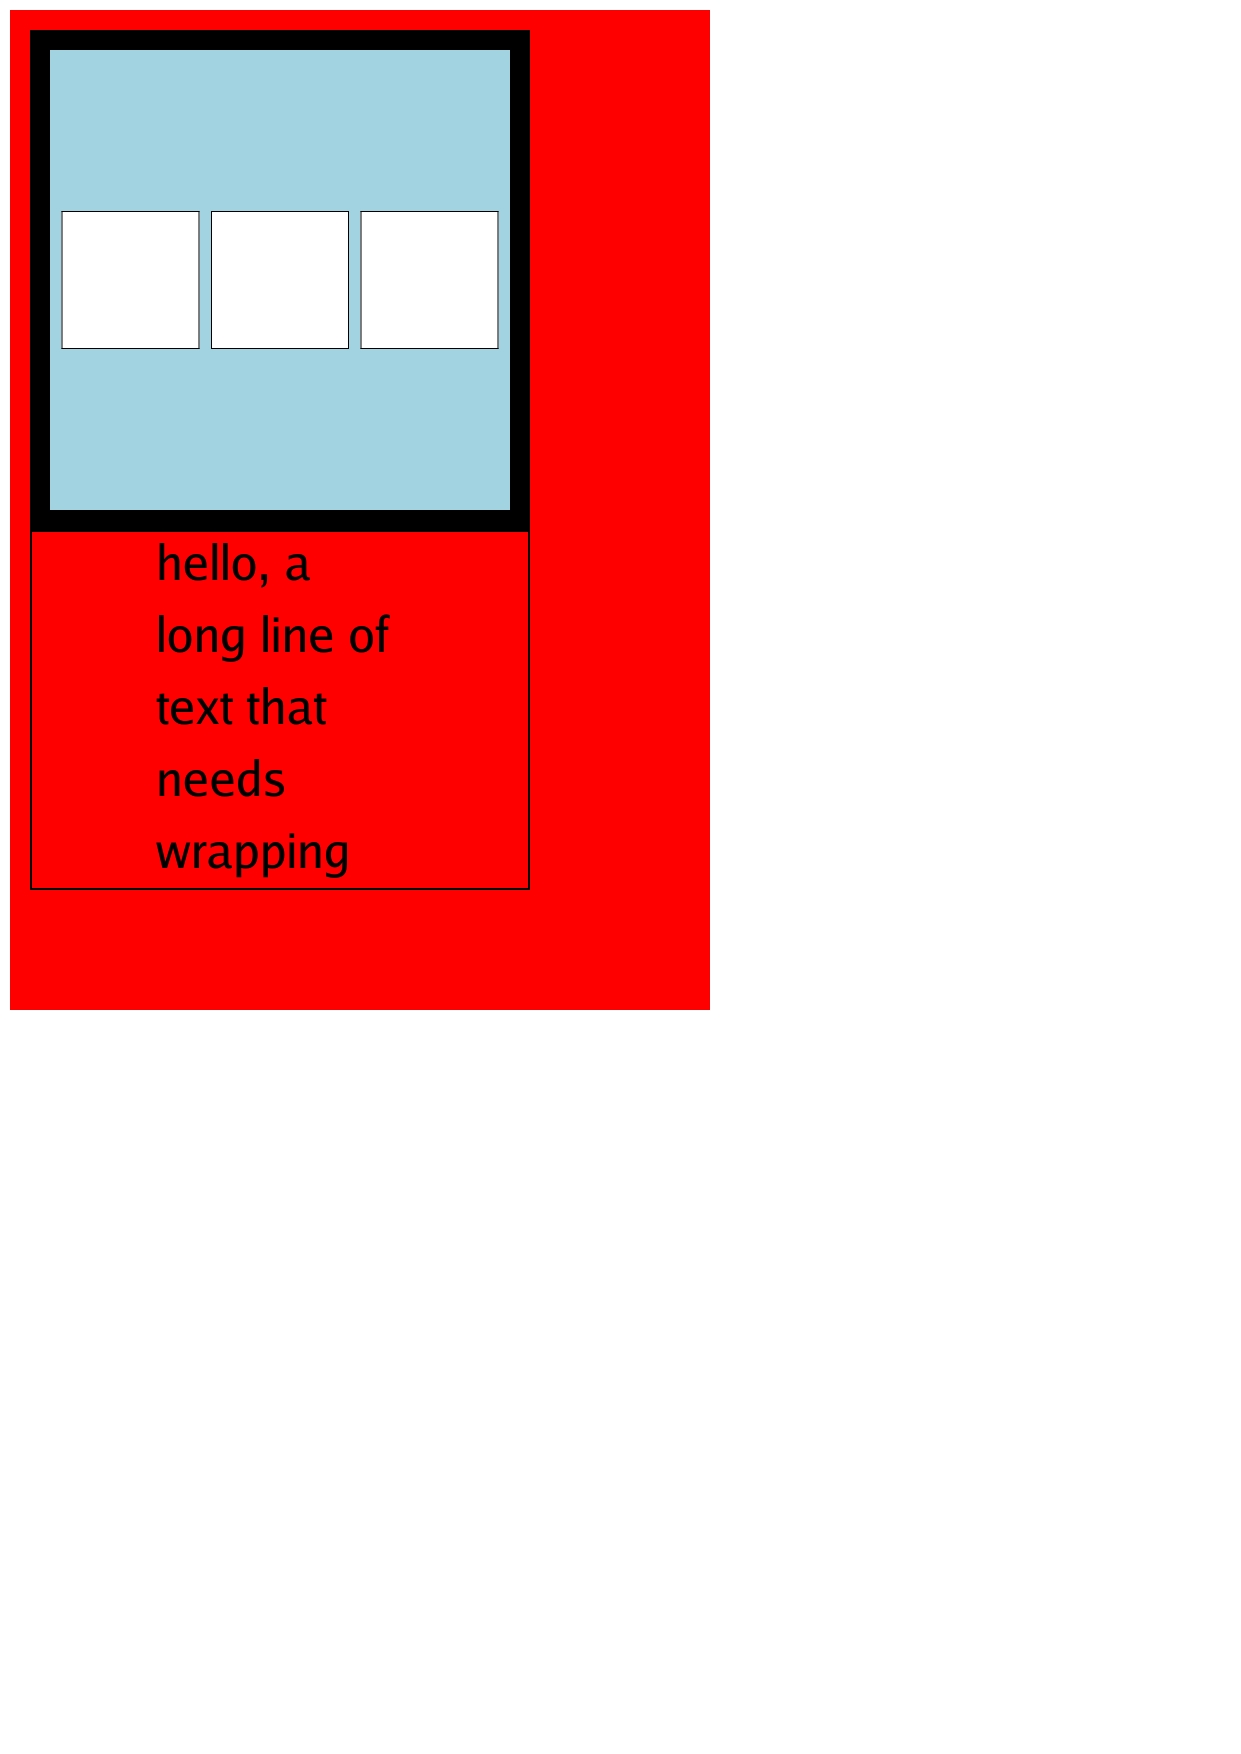 hello, a
long line of
text that
needs
wrapping